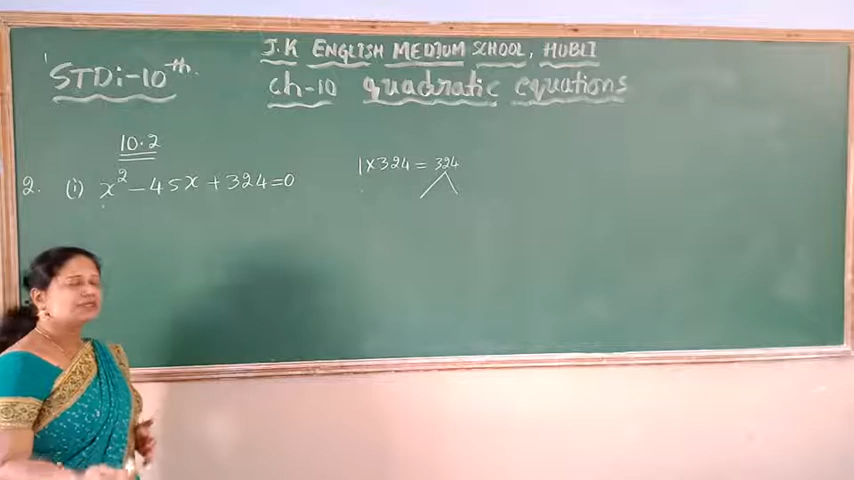 J.K ENGLISH MEDIUM SCHOOL, HUBLI
STD:-10th.
ch-10 quadratic equations
10.2
2. (i) x² - 45x + 324 = 0
1 x 324 = 324